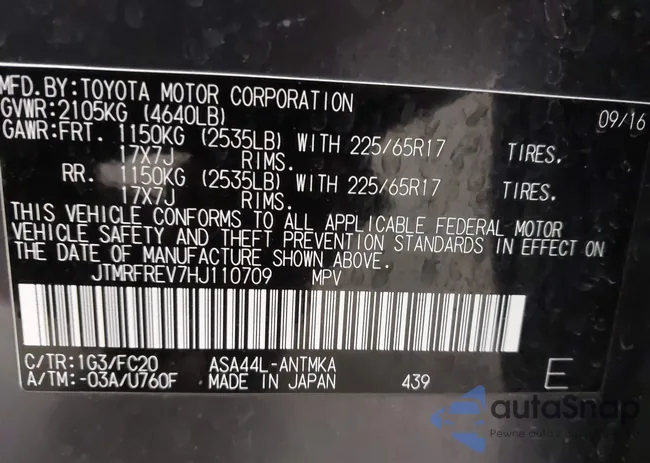 MFD.BY:TOYOTA MOTOR CORPORATION
GVWR:2105KG (4640LB) 09/16
GAWR:FRT. 1150KG (2535LB) WITH 225/65R17 TIRES.
17X7J RIMS.
RR. 1150KG (2535LB) WITH 225/65R17 TIRES.
17X7J RIMS.
THIS VEHICLE CONFORMS TO ALL APPLICABLE FEDERAL MOTOR
VEHICLE SAFETY AND THEFT PREVENTION STANDARDS IN EFFECT ON
THE DATE OF MANUFACTURE SHOWN ABOVE.
JTMRFREV7HJ110709 MPV
C/TR:1G3/FC20 ASA44L-ANTMKA
A/TM:-03A/U760F MADE IN JAPAN 439 E
autaSnap
Pewne auto